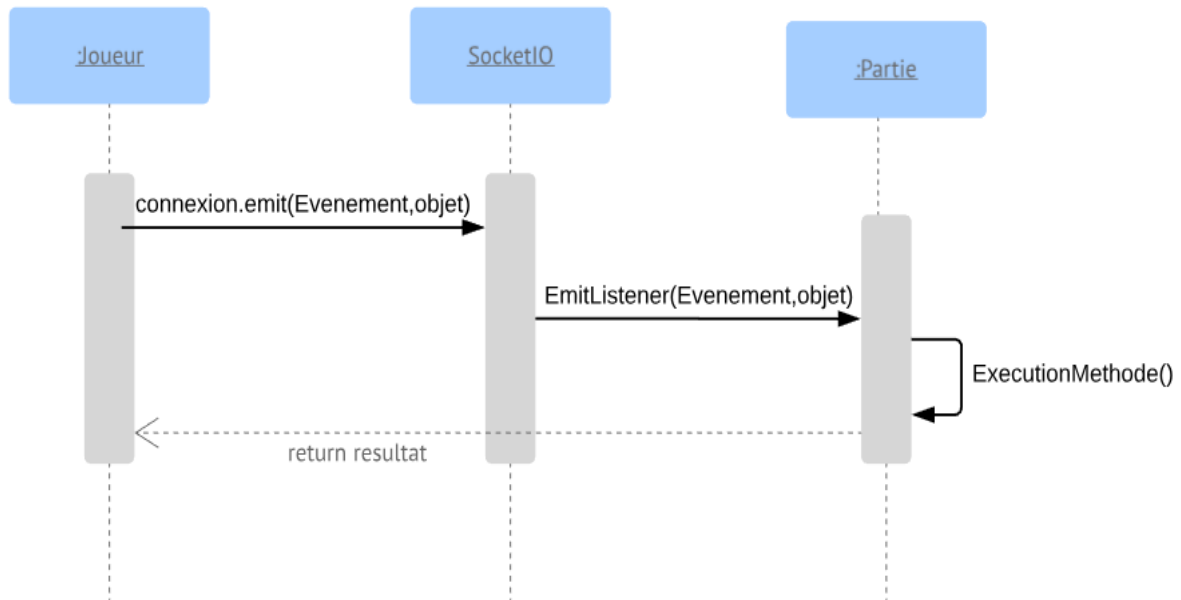 :Joueur
SocketIO
:Partie
connexion.emit(Evenement,objet)
EmitListener(Evenement,objet)
ExecutionMethode()
return resultat